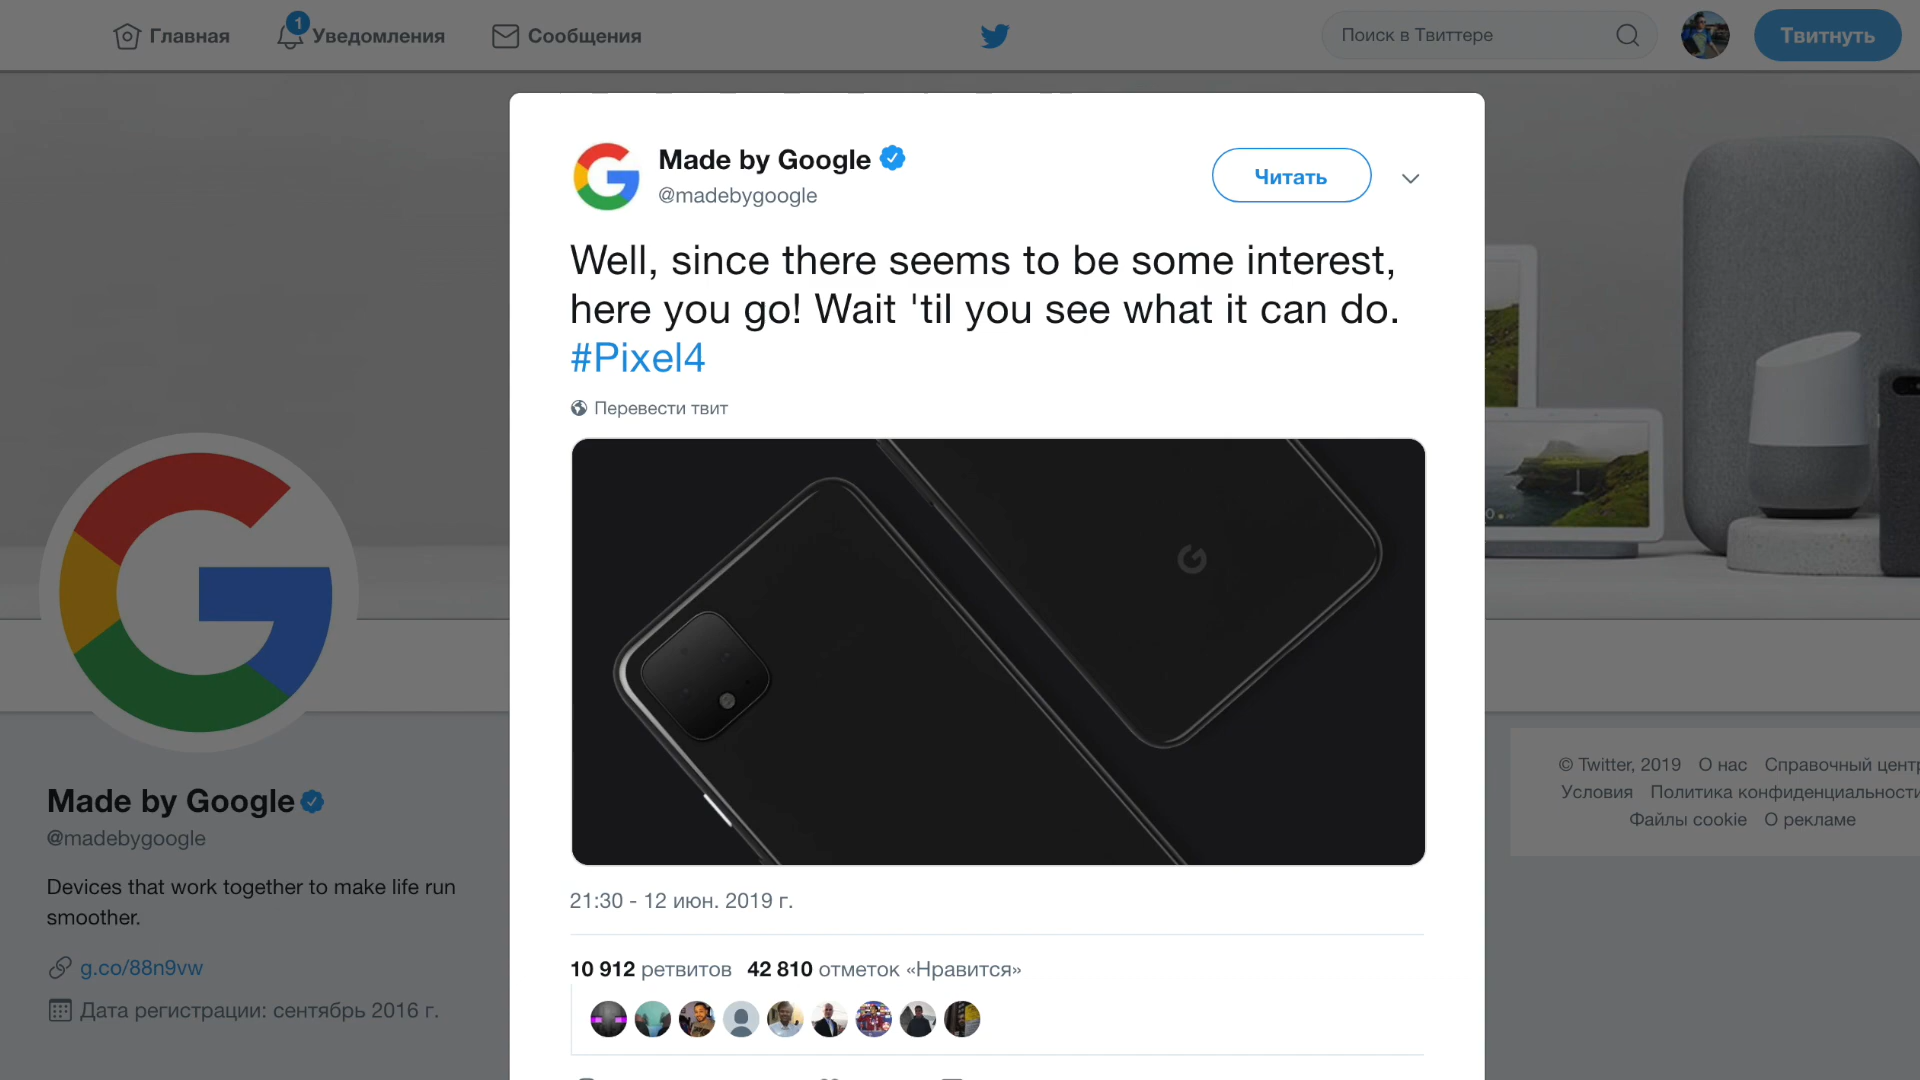 Главная
1
Уведомления
Сообщения
Поиск в Твиттере
Твитнуть
Made by Google
@madebygoogle
Читать
Well, since there seems to be some interest,
here you go! Wait 'til you see what it can do.
#Pixel4
Перевести твит
21:30 - 12 июн. 2019 г.
10 912 ретвитов 42 810 отметок «Нравится»
Made by Google
@madebygoogle
Devices that work together to make life run
smoother.
g.co/88n9vw
Дата регистрации: сентябрь 2016 г.
© Twitter, 2019 О нас Справочный центр
Условия Политика конфиденциальности
Файлы cookie О рекламе